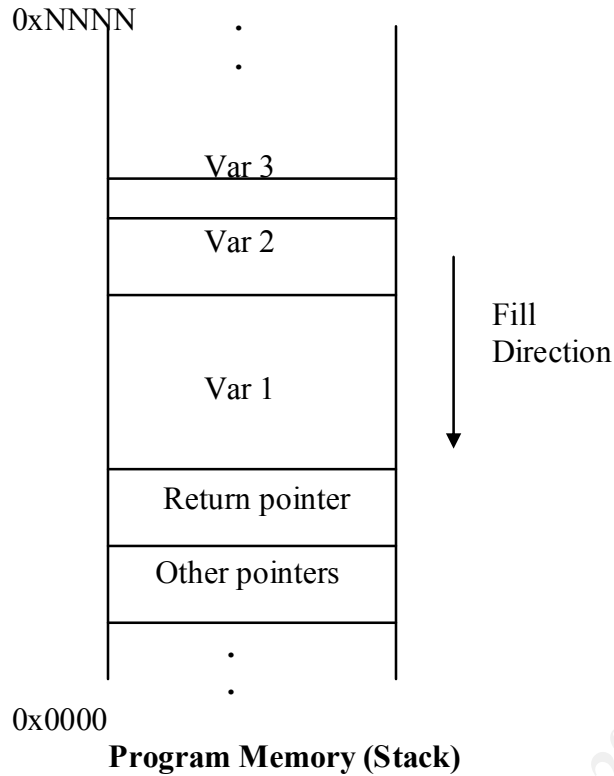 0xNNNN
Var 3
Var 2
Fill
Direction
Var 1
Return pointer
Other pointers
0x0000
Program Memory (Stack)